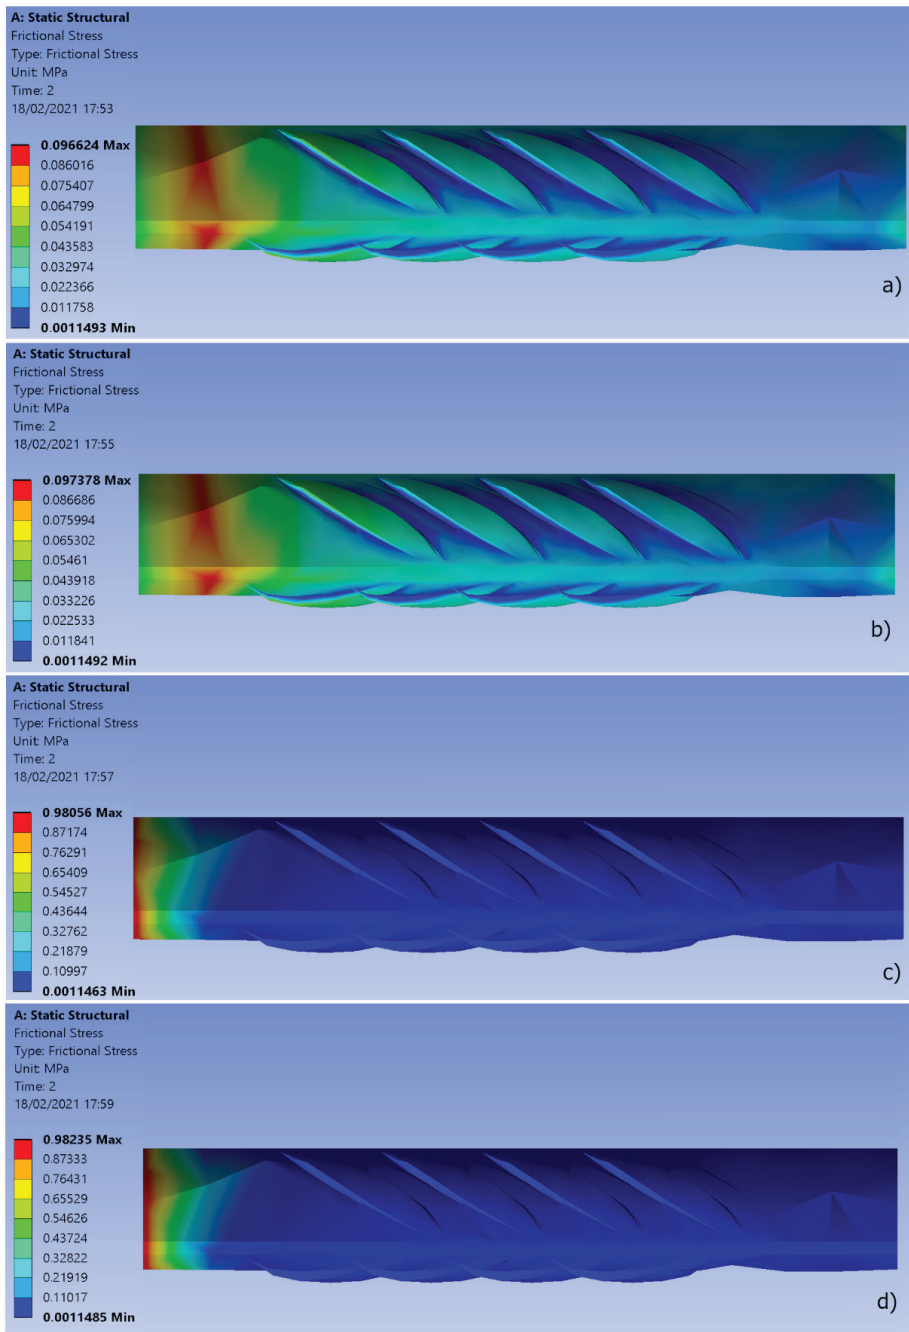 A: Static Structural
Frictional Stress
Type: Frictional Stress
Unit: MPa
Time: 2
18/02/2021 17:53
0.096624 Max
0.086016
0.075407
0.064799
0.054191
0.043583
0.032974
0.022366
0.011758
0.0011493 Min
a)
A: Static Structural
Frictional Stress
Type: Frictional Stress
Unit: MPa
Time: 2
18/02/2021 17:55
0.097378 Max
0.086686
0.075994
0.065302
0.05461
0.043918
0.033226
0.022533
0.011841
0.0011492 Min
b)
A: Static Structural
Frictional Stress
Type: Frictional Stress
Unit: MPa
Time: 2
18/02/2021 17:57
0.98056 Max
0.87174
0.76291
0.65409
0.54527
0.43644
0.32762
0.21879
0.10997
0.0011463 Min
c)
A: Static Structural
Frictional Stress
Type: Frictional Stress
Unit: MPa
Time: 2
18/02/2021 17:59
0.98235 Max
0.87333
0.76431
0.65529
0.54626
0.43724
0.32822
0.21919
0.11017
0.0011485 Min
d)